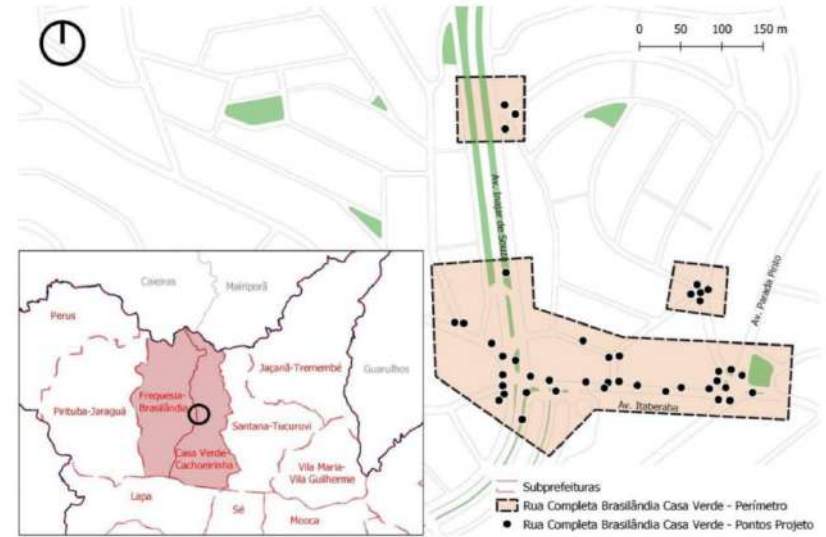 0 50 100 150 m
Av. Inajar de Souza
Av. Parada Pinto
Av. Itaberaba
Caieiras
Mairiporã
Perus
Jaçanã-Tremembé
Guarulhos
Freguesia-
Brasilândia
Pirituba-Jaraguá
Santana-Tucuruvi
Casa Verde-
Cachoeirinha
Vila Maria-
Vila Guilherme
Lapa
Sé
Mooca
Subprefeituras
Rua Completa Brasilândia Casa Verde - Perímetro
Rua Completa Brasilândia Casa Verde - Pontos Projeto